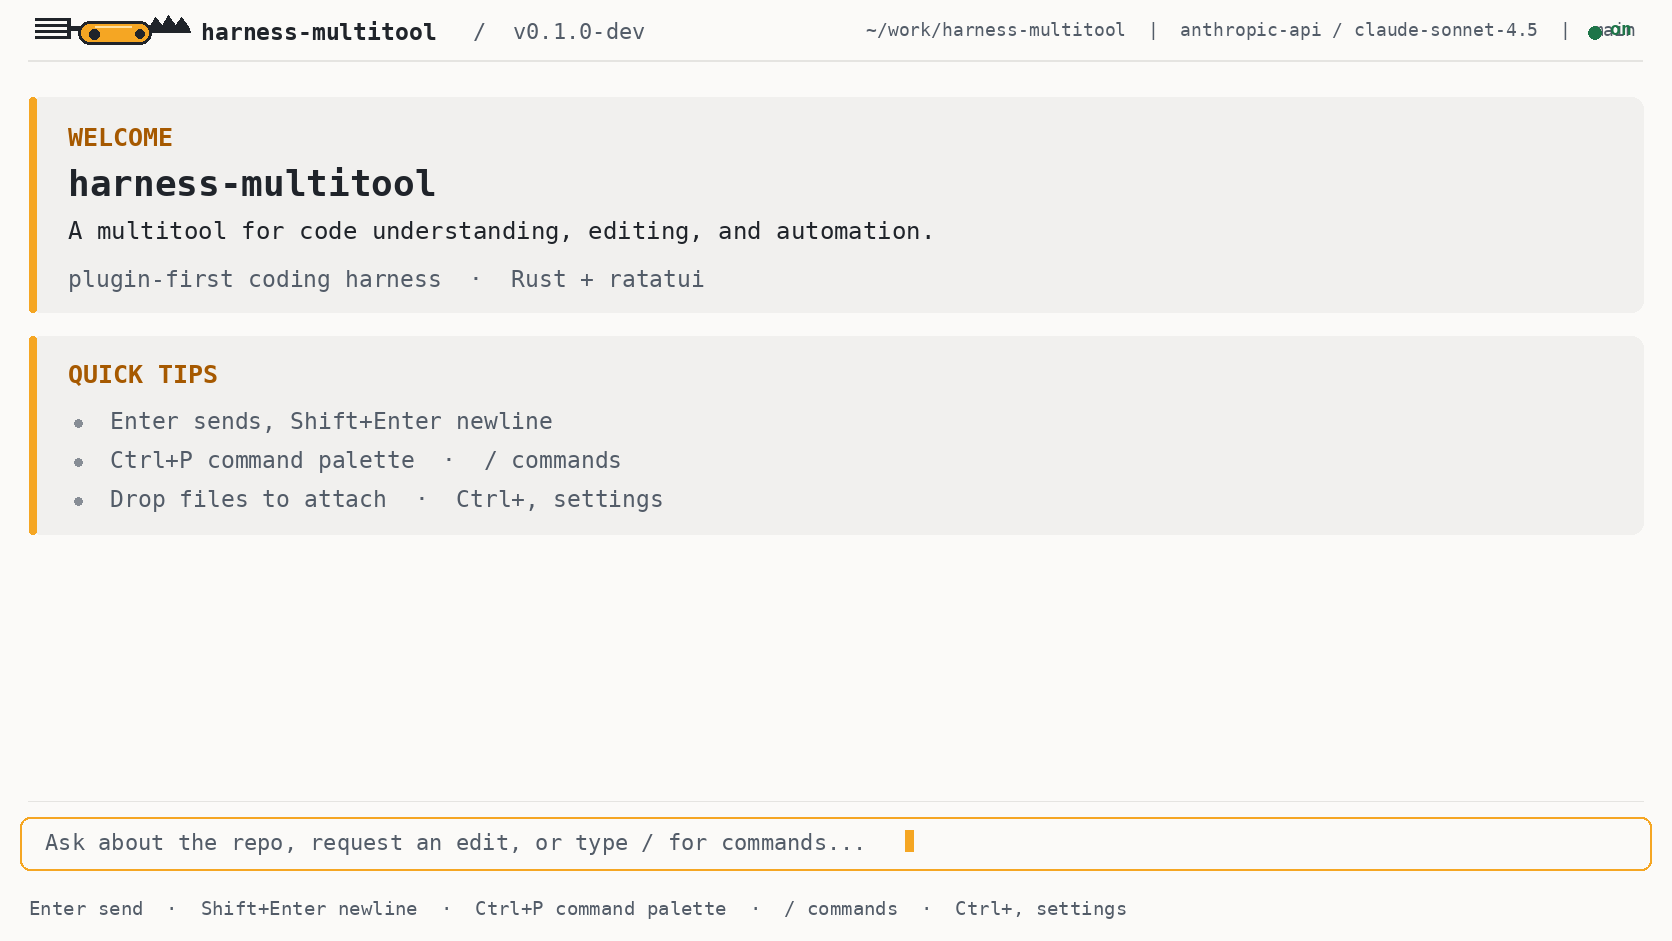 harness-multitool / v0.1.0-dev ~/work/harness-multitool | anthropic-api / claude-sonnet-4.5 | main on
WELCOME
harness-multitool
A multitool for code understanding, editing, and automation.
plugin-first coding harness · Rust + ratatui
QUICK TIPS
Enter sends, Shift+Enter newline
Ctrl+P command palette · / commands
Drop files to attach · Ctrl+, settings
Ask about the repo, request an edit, or type / for commands...
Enter send · Shift+Enter newline · Ctrl+P command palette · / commands · Ctrl+, settings